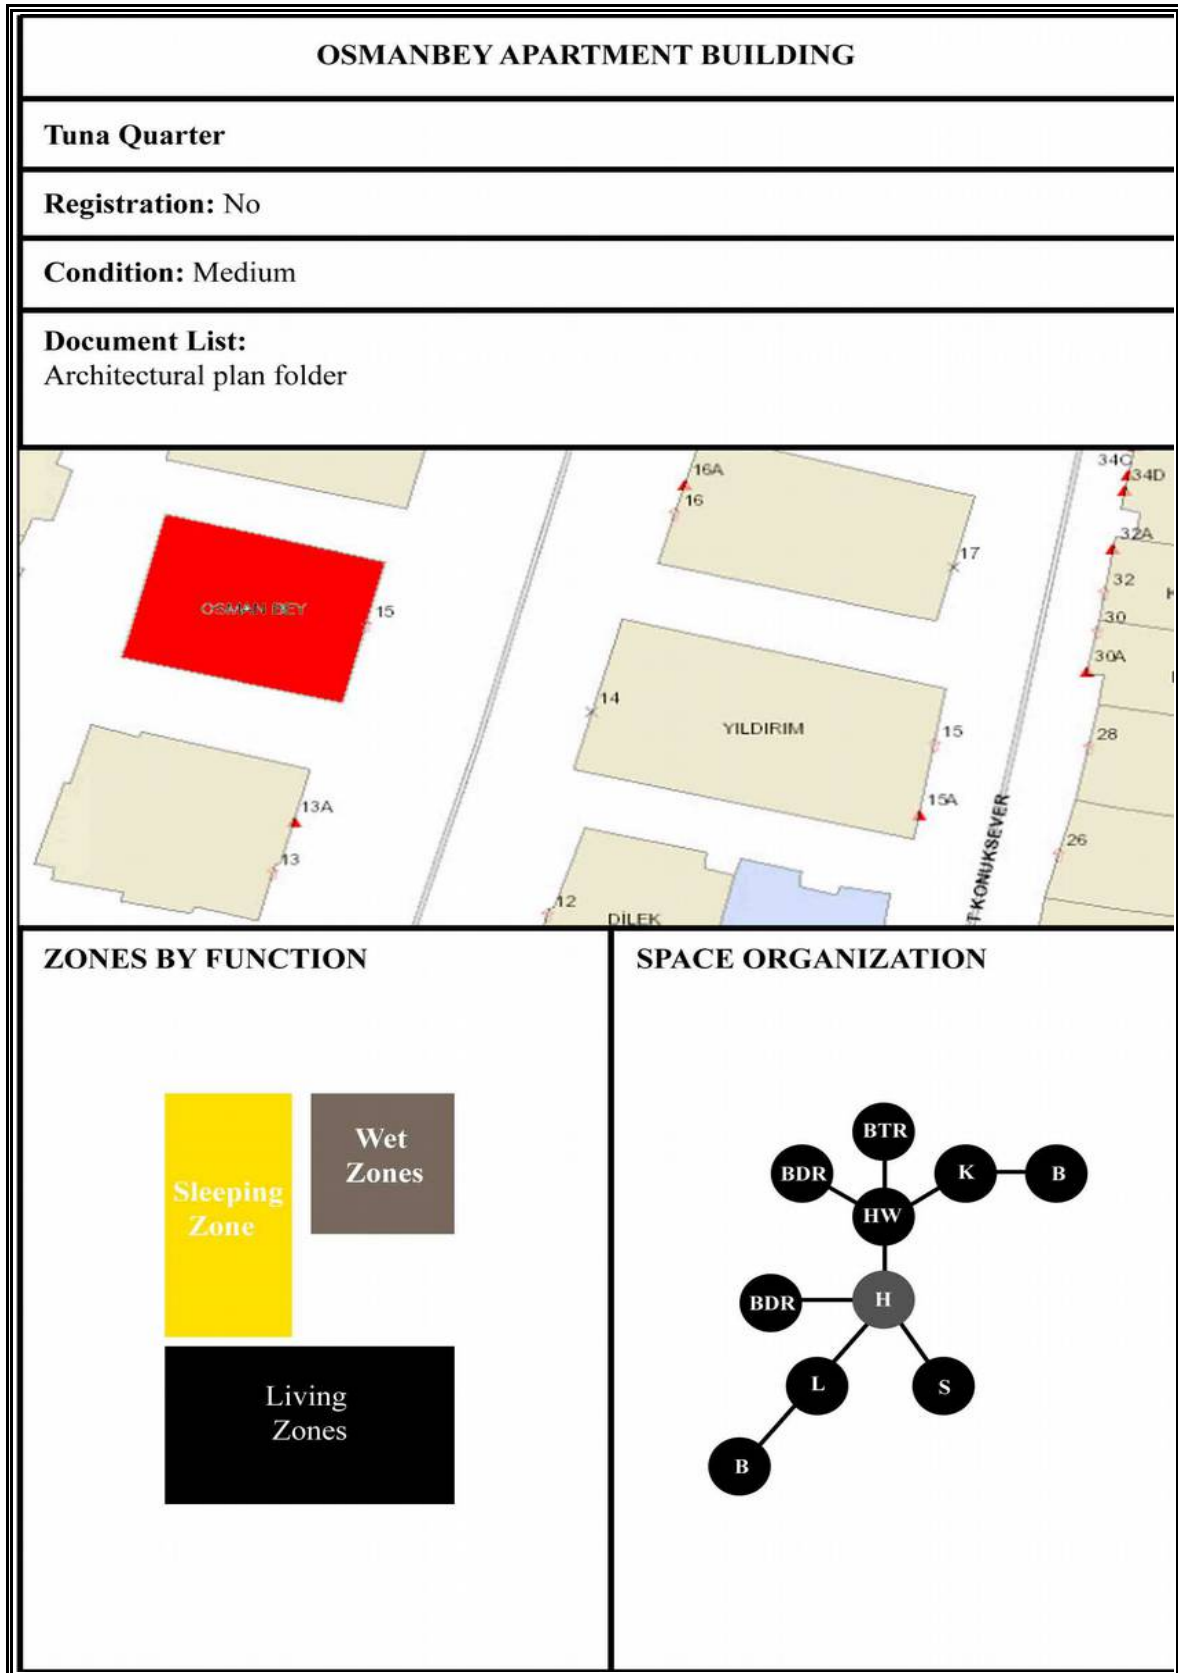 OSMANBEY APARTMENT BUILDING
Tuna Quarter
Registration: No
Condition: Medium
Document List:
Architectural plan folder
34C
16A
34D
16
32A
17
32
OSMAN BEY
15
30
30A
14
YILDIRIM
15
28
13A
15A
26
13
T KONUKSEVER
12
DİLEK
ZONES BY FUNCTION
SPACE ORGANIZATION
Sleeping
Zone
Wet
Zones
Living
Zones
BTR
BDR
K
B
HW
BDR
H
L
S
B